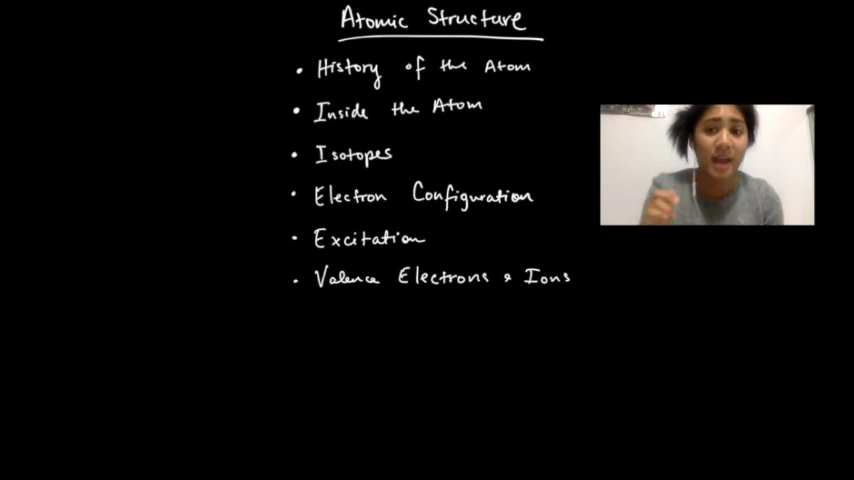 Atomic Structure
• History of the Atom
• Inside the Atom
• Isotopes
• Electron Configuration
• Excitation
• Valence Electrons & Ions